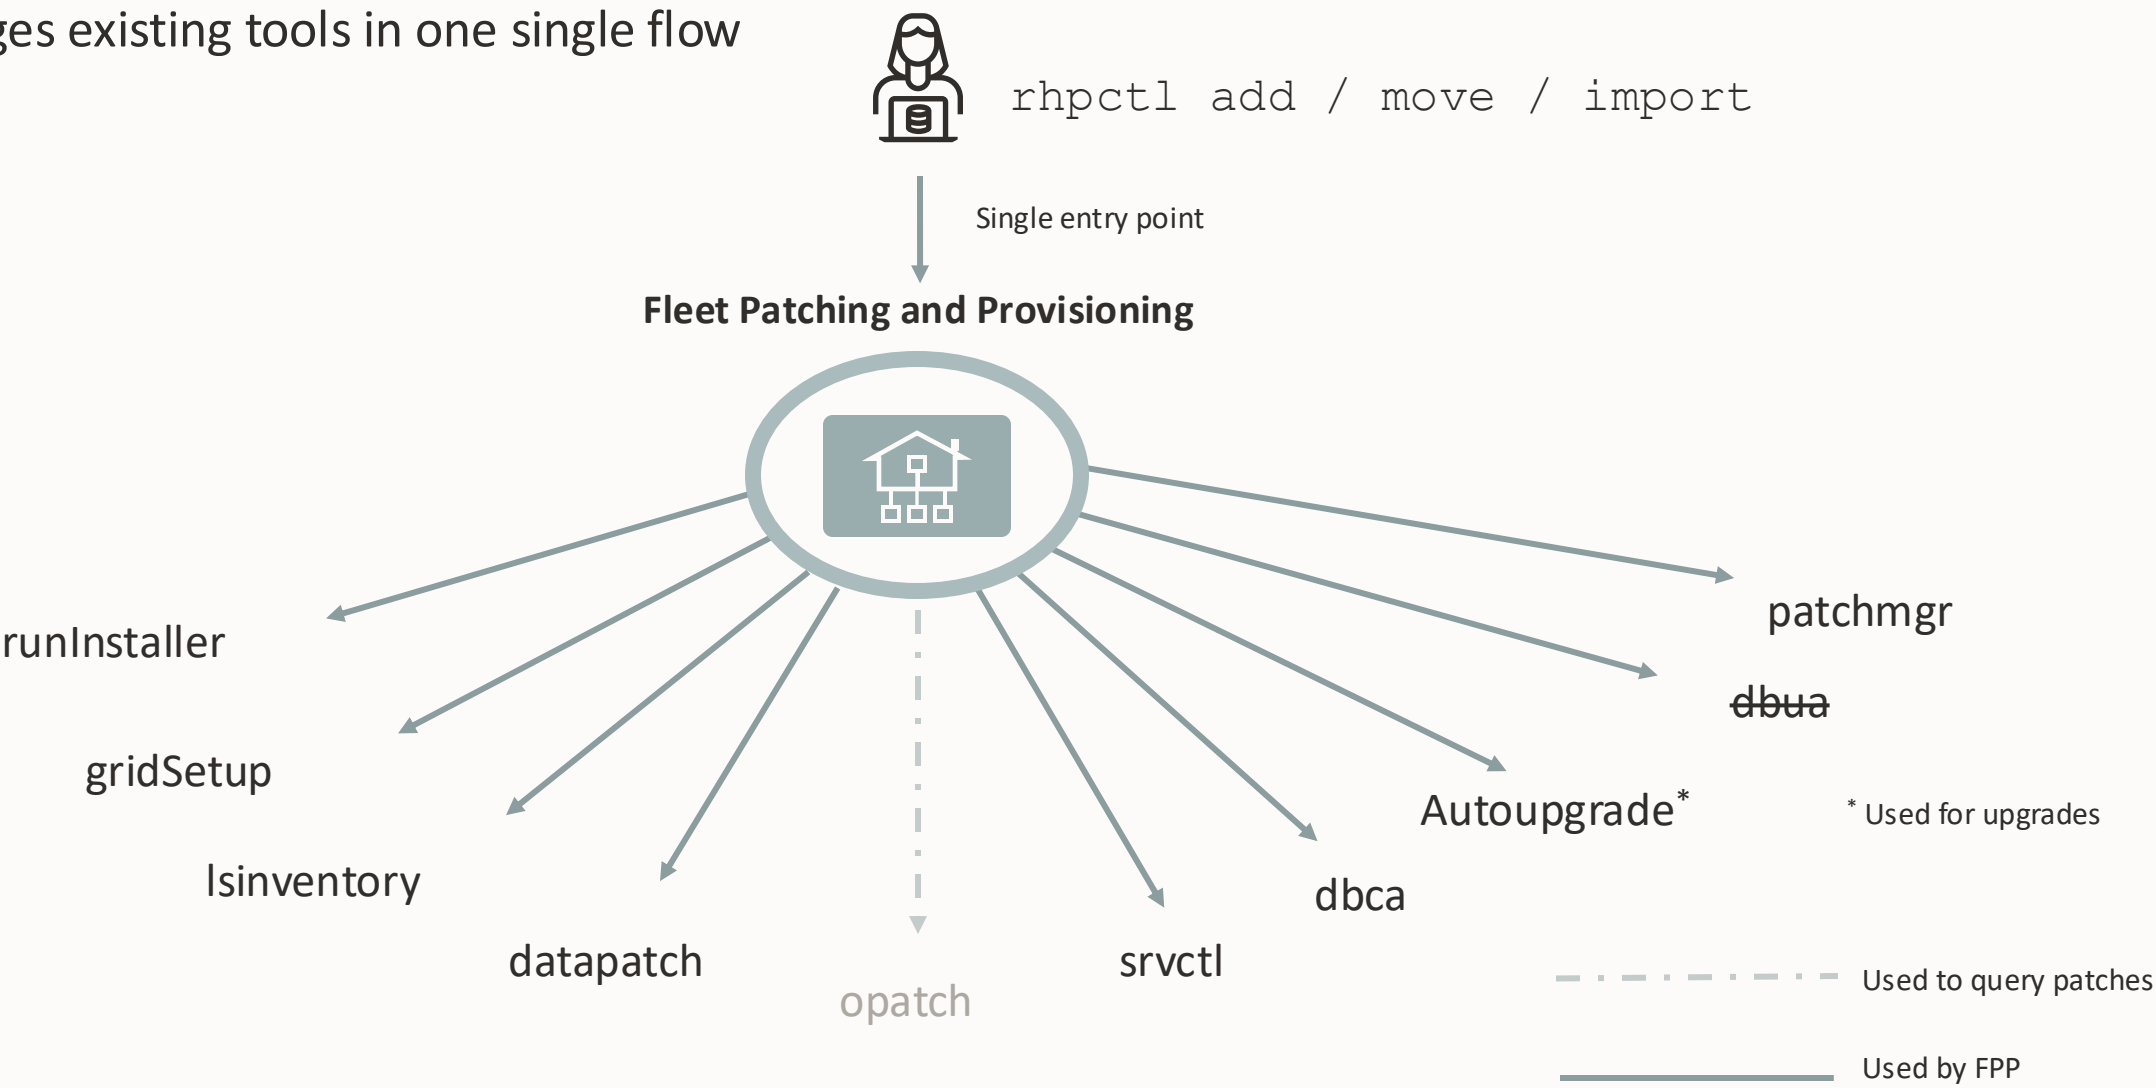 ges existing tools in one single flow
rhpctl add / move / import
Single entry point
Fleet Patching and Provisioning
runInstaller
gridSetup
lsinventory
datapatch
opatch
srvctl
dbca
Autoupgrade*
* Used for upgrades
dbua
patchmgr
Used to query patches
Used by FPP